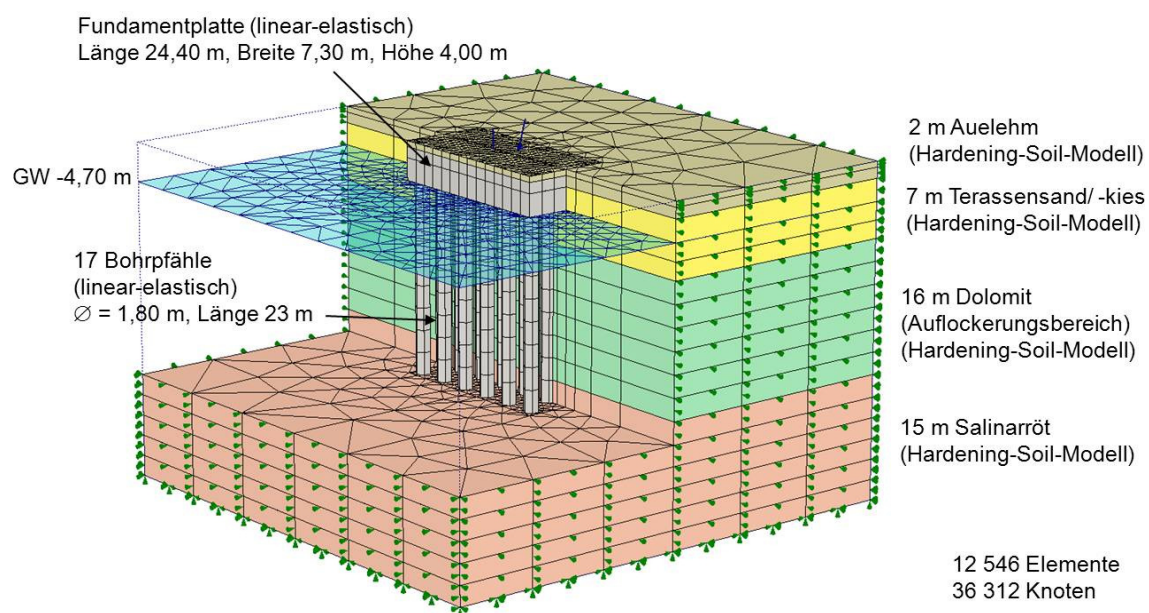 Fundamentplatte (linear-elastisch)
Länge 24,40 m, Breite 7,30 m, Höhe 4,00 m
GW -4,70 m
17 Bohrpfähle
(linear-elastisch)
∅ = 1,80 m, Länge 23 m
2 m Auelehm
(Hardening-Soil-Modell)
7 m Terassensand/ -kies
(Hardening-Soil-Modell)
16 m Dolomit
(Auflockerungsbereich)
(Hardening-Soil-Modell)
15 m Salinarröt
(Hardening-Soil-Modell)
12 546 Elemente
36 312 Knoten